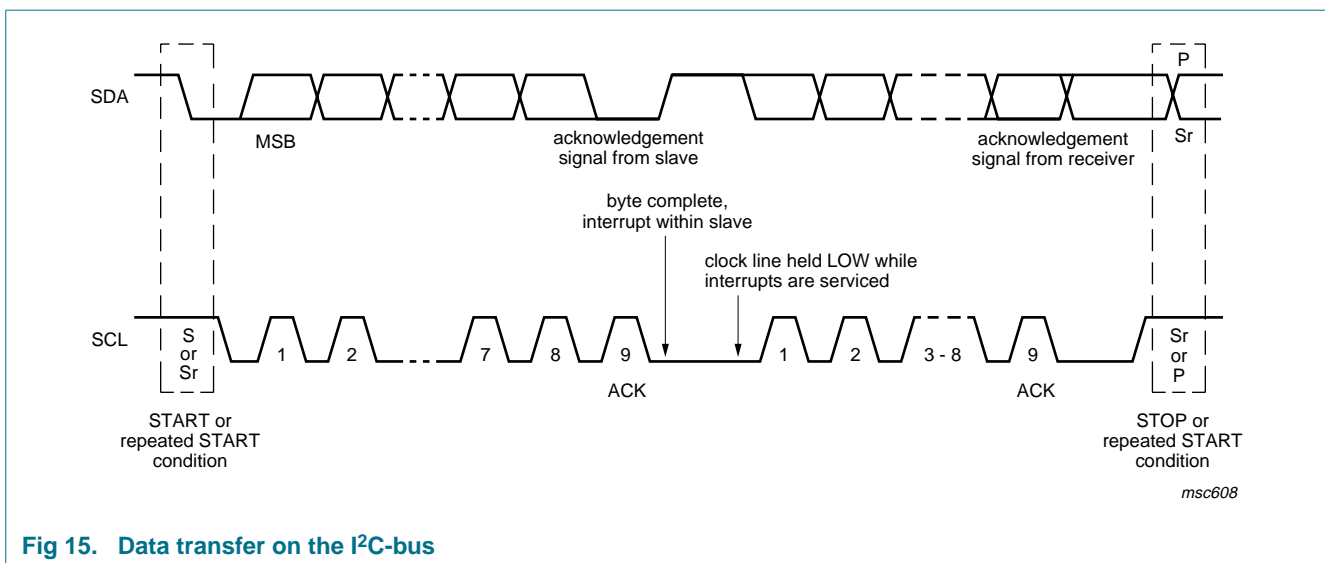 SDA
MSB
acknowledgement
signal from slave
acknowledgement
signal from receiver
P
Sr
byte complete,
interrupt within slave
clock line held LOW while
interrupts are serviced
SCL
S
or
Sr
1
2
7
8
9
1
2
3 - 8
9
Sr
or
P
ACK
ACK
START or
repeated START
condition
STOP or
repeated START
condition
msc608
Fig 15. Data transfer on the I²C-bus